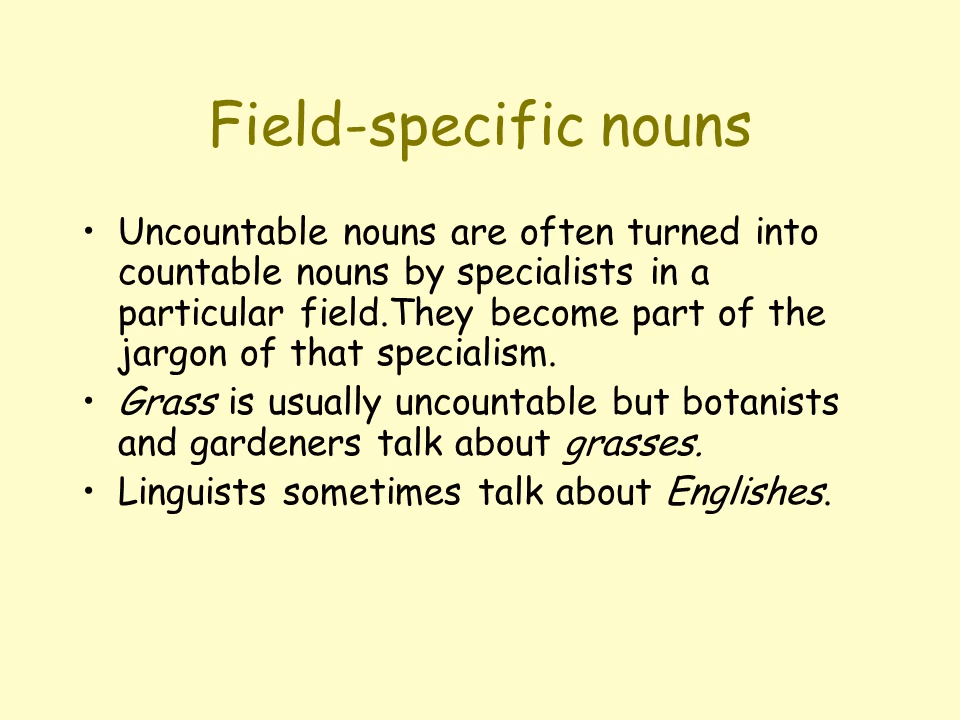 Field-specific nouns
• Uncountable nouns are often turned into
countable nouns by specialists in a
particular field.They become part of the
jargon of that specialism.
• Grass is usually uncountable but botanists
and gardeners talk about grasses.
• Linguists sometimes talk about Englishes.